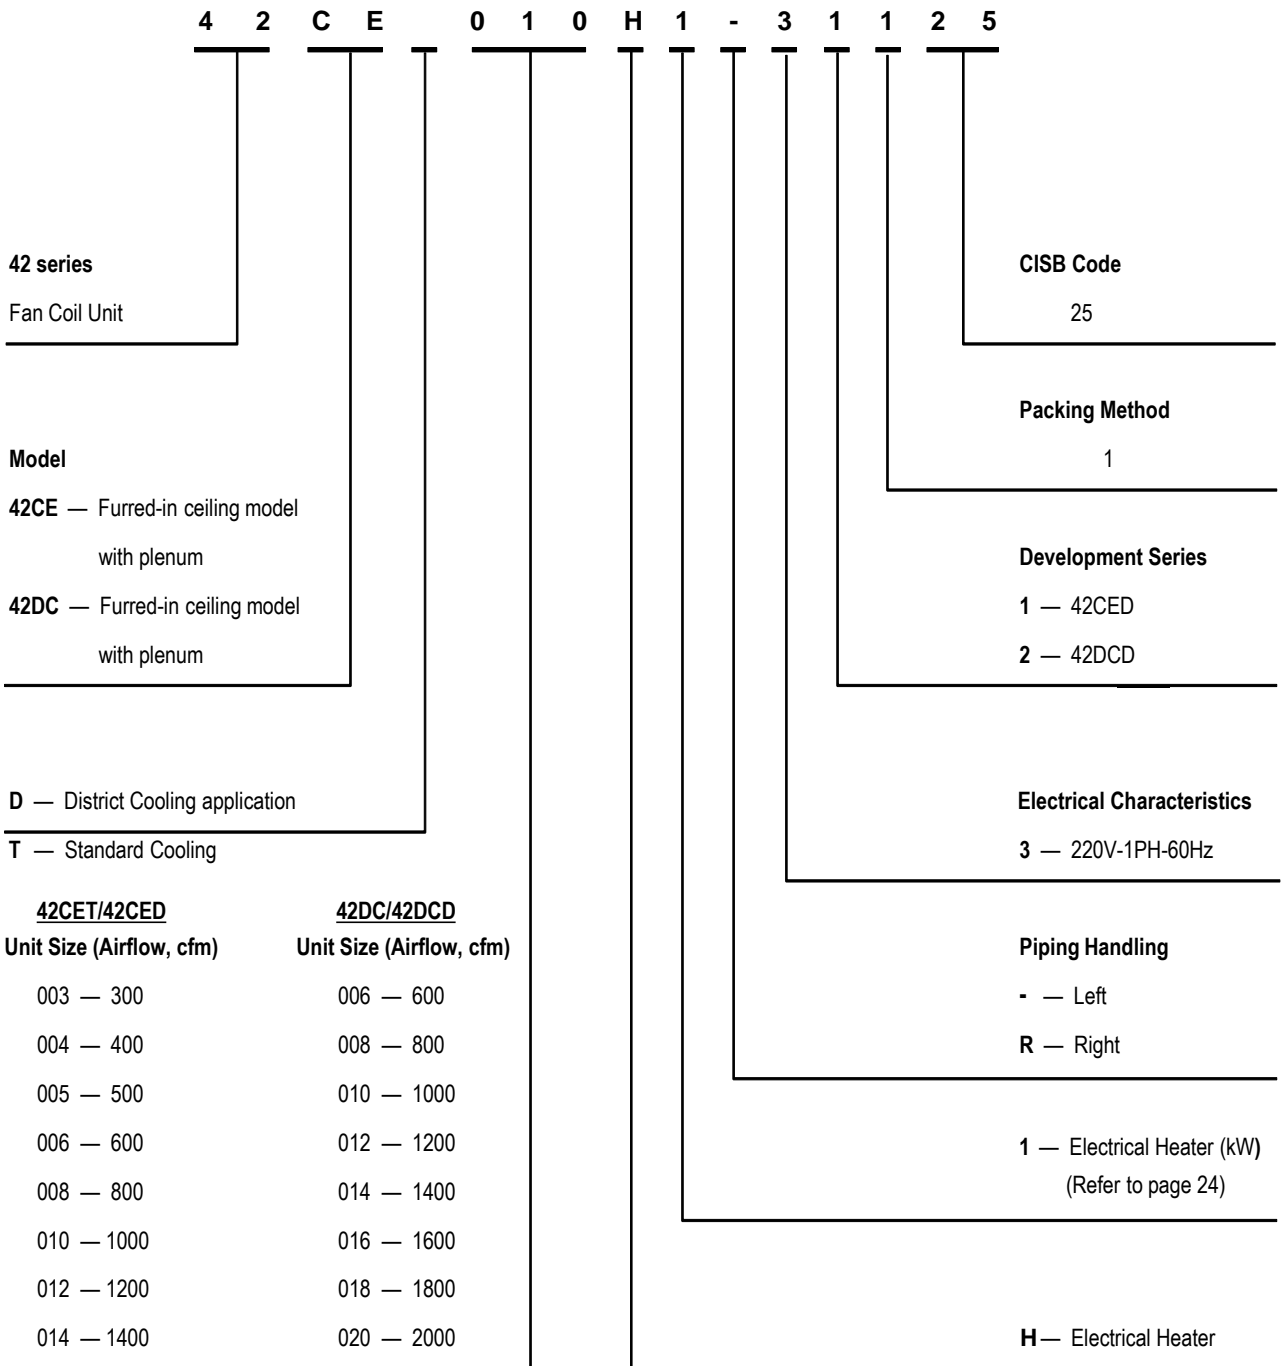 4 2 C E 0 1 0 H 1 - 3 1 1 2 5
42 series
Fan Coil Unit
Model
42CE — Furred-in ceiling model
with plenum
42DC — Furred-in ceiling model
with plenum
D — District Cooling application
T — Standard Cooling
42CET/42CED
Unit Size (Airflow, cfm)
003 — 300
004 — 400
005 — 500
006 — 600
008 — 800
010 — 1000
012 — 1200
014 — 1400
42DC/42DCD
Unit Size (Airflow, cfm)
006 — 600
008 — 800
010 — 1000
012 — 1200
014 — 1400
016 — 1600
018 — 1800
020 — 2000
CISB Code
25
Packing Method
1
Development Series
1 — 42CED
2 — 42DCD
Electrical Characteristics
3 — 220V-1PH-60Hz
Piping Handling
- — Left
R — Right
1 — Electrical Heater (kW)
(Refer to page 24)
H — Electrical Heater